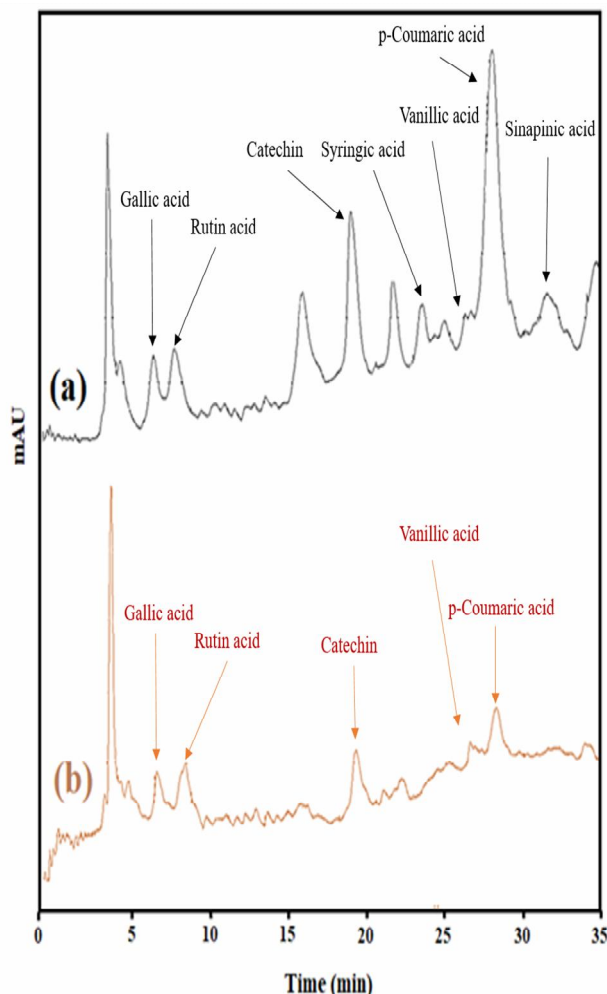 p-Coumaric acid
Vanillic acid
Sinapinic acid
Catechin
Syringic acid
Gallic acid
Rutin acid
(a)
mAU
Vanillic acid
p-Coumaric acid
Gallic acid
Rutin acid
Catechin
(b)
0 5 10 15 20 25 30 35
Time (min)